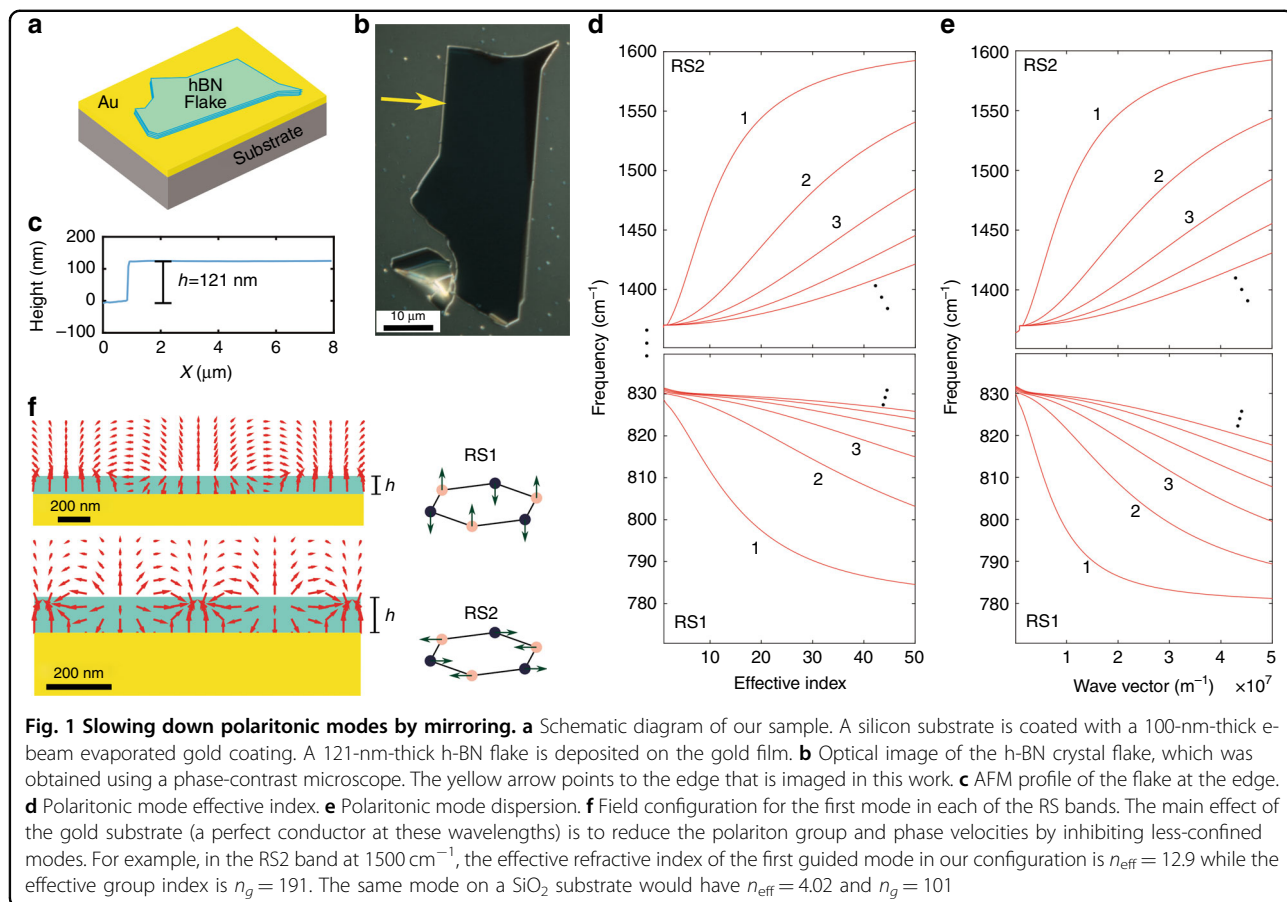 a
Au
hBN
Flake
Substrate
b
10 μm
c
Height (nm)
200
100
0
−100
h=121 nm
0 2 4 6 8
X (μm)
d
Frequency (cm⁻¹)
1600
1550
1500
1450
1400
RS2
1
2
3
830
820
810
800
790
780
3
2
1
RS1
10 20 30 40 50
Effective index
e
Frequency (cm⁻¹)
1600
1550
1500
1450
1400
RS2
1
2
3
830
820
810
800
790
780
3
2
1
RS1
1 2 3 4 5
Wave vector (m⁻¹) ×10⁷
f
h
200 nm
RS1
h
200 nm
RS2
Fig. 1 Slowing down polaritonic modes by mirroring. a Schematic diagram of our sample. A silicon substrate is coated with a 100-nm-thick e-
beam evaporated gold coating. A 121-nm-thick h-BN flake is deposited on the gold film. b Optical image of the h-BN crystal flake, which was
obtained using a phase-contrast microscope. The yellow arrow points to the edge that is imaged in this work. c AFM profile of the flake at the edge.
d Polaritonic mode effective index. e Polaritonic mode dispersion. f Field configuration for the first mode in each of the RS bands. The main effect of
the gold substrate (a perfect conductor at these wavelengths) is to reduce the polariton group and phase velocities by inhibiting less-confined
modes. For example, in the RS2 band at 1500 cm⁻¹, the effective refractive index of the first guided mode in our configuration is n_eff = 12.9 while the
effective group index is n_g = 191. The same mode on a SiO₂ substrate would have n_eff = 4.02 and n_g = 101